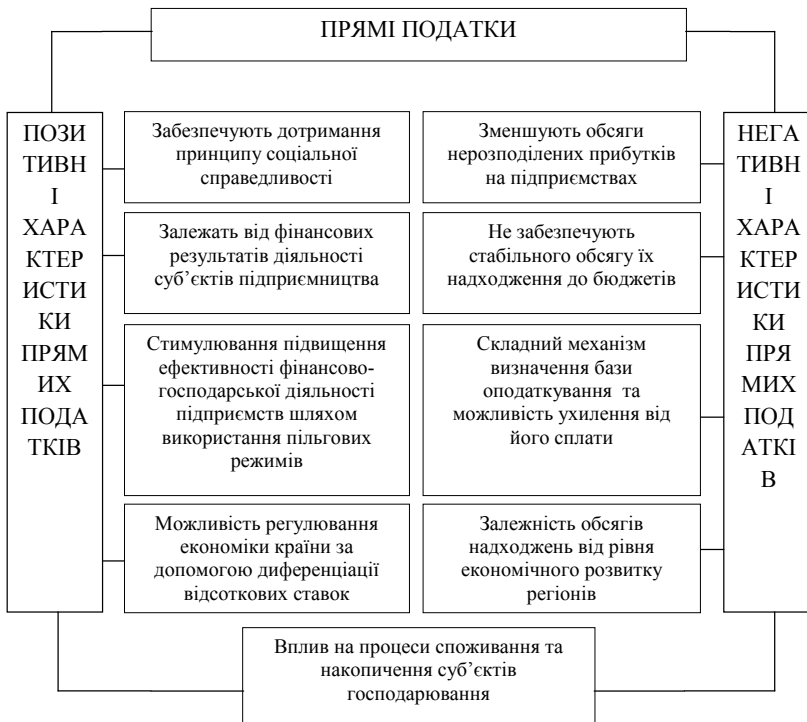 ПРЯМІ ПОДАТКИ
ПОЗИ
ТИВН
І
ХАРА
КТЕР
ИСТИ
КИ
ПРЯМ
ИХ
ПОДА
ТКІВ
Забезпечують дотримання
принципу соціальної
справедливості
Залежать від фінансових
результатів діяльності
суб’єктів підприємництва
Стимулювання підвищення
ефективності фінансово-
господарської діяльності
підприємств шляхом
використання пільгових
режимів
Можливість регулювання
економіки країни за
допомогою диференціації
відсоткових ставок
Зменшують обсяги
нерозподілених прибутків
на підприємствах
Не забезпечують
стабільного обсягу їх
надходження до бюджетів
Складний механізм
визначення бази
оподаткування та
можливість ухилення від
його сплати
Залежність обсягів
надходжень від рівня
економічного розвитку
регіонів
НЕГА
ТИВН
І
ХАРА
КТЕР
ИСТИ
КИ
ПРЯ
МИХ
ПОД
АТКІ
В
Вплив на процеси споживання та
накопичення суб’єктів
господарювання